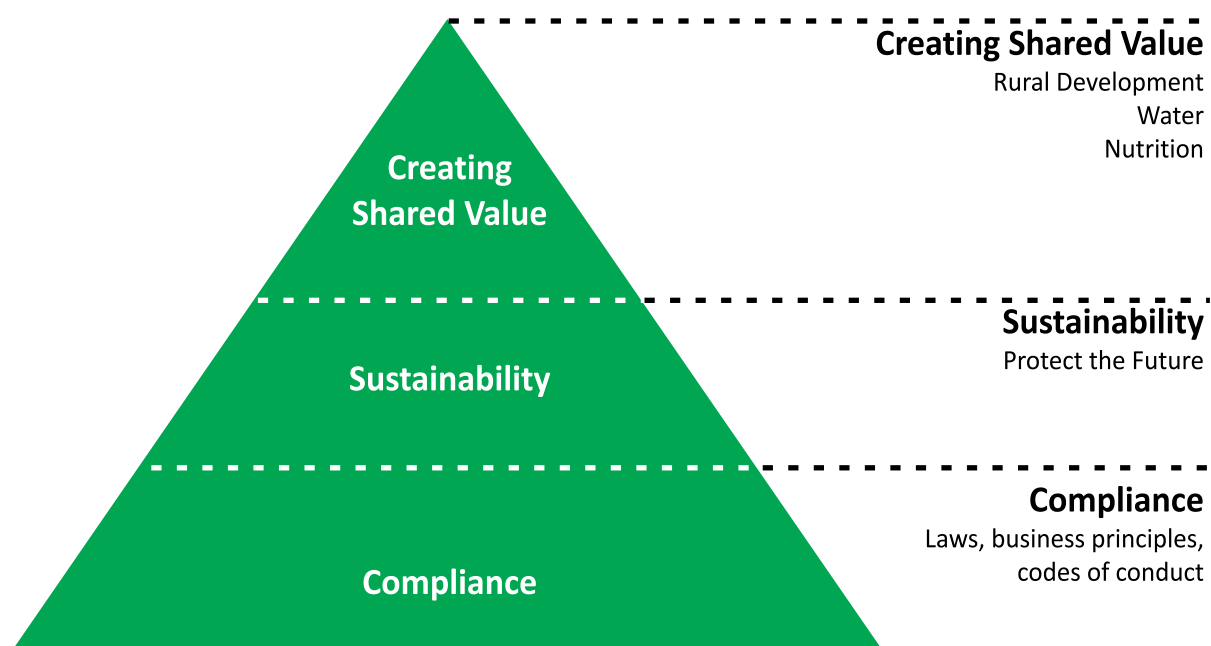 Creating Shared Value
Rural Development
Water
Nutrition
Creating
Shared Value
Sustainability
Protect the Future
Sustainability
Compliance
Laws, business principles,
codes of conduct
Compliance